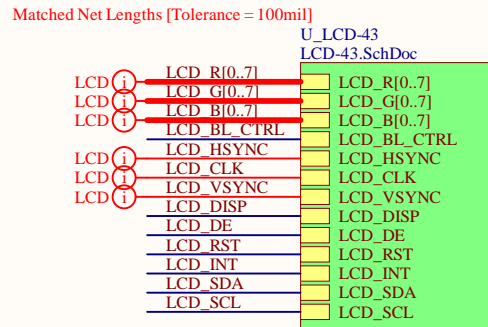 Matched Net Lengths [Tolerance = 100mil]
U_LCD-43
LCD-43.SchDoc
LCD i LCD_R[0..7] LCD_R[0..7]
LCD i LCD_G[0..7] LCD_G[0..7]
LCD i LCD_B[0..7] LCD_B[0..7]
LCD_BL_CTRL LCD_BL_CTRL
LCD i LCD_HSYNC LCD_HSYNC
LCD i LCD_CLK LCD_CLK
LCD i LCD_VSYNC LCD_VSYNC
LCD_DISP LCD_DISP
LCD_DE LCD_DE
LCD_RST LCD_RST
LCD_INT LCD_INT
LCD_SDA LCD_SDA
LCD_SCL LCD_SCL